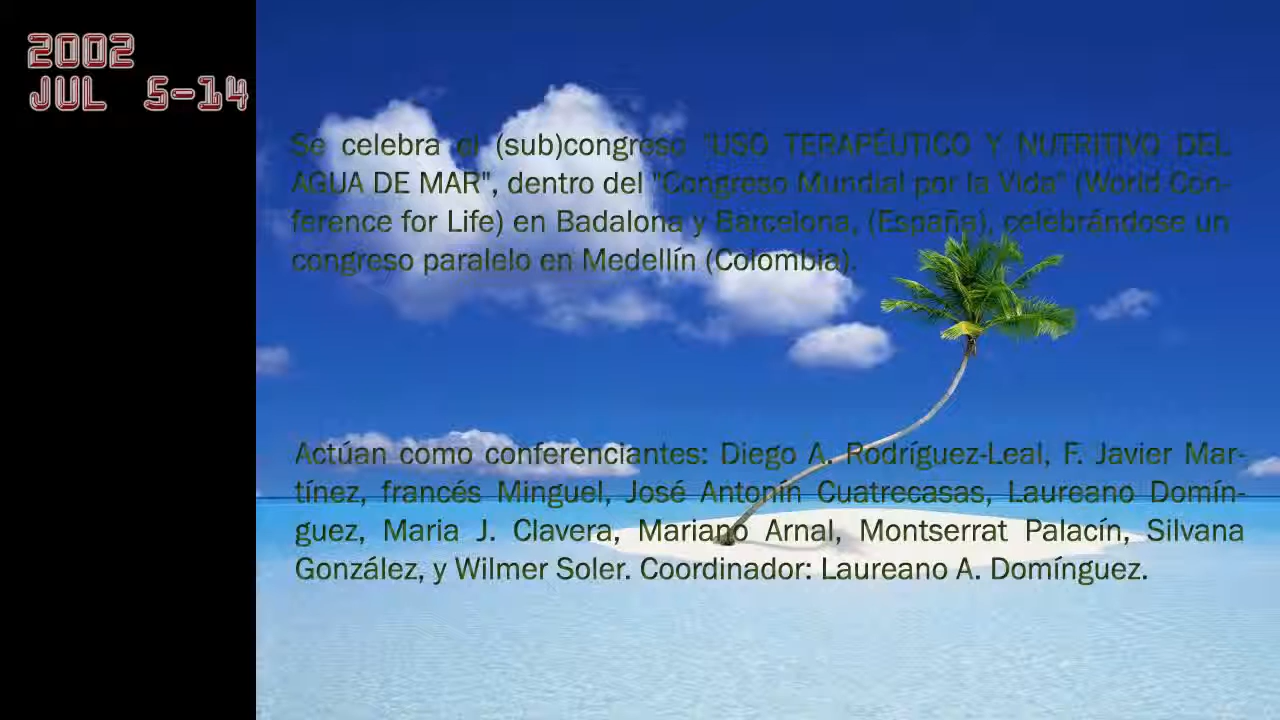 2002
JUL 5-14
Se celebra el (sub)congreso "USO TERAPÉUTICO Y NUTRITIVO DEL
AGUA DE MAR", dentro del "Congreso Mundial por la Vida" (World Con-
ference for Life) en Badalona y Barcelona, (España), celebrándose un
congreso paralelo en Medellín (Colombia).
Actúan como conferenciantes: Diego A. Rodríguez-Leal, F. Javier Mar-
tínez, francés Minguel, José Antonín Cuatrecasas, Laureano Domín-
guez, Maria J. Clavera, Mariano Arnal, Montserrat Palacín, Silvana
González, y Wilmer Soler. Coordinador: Laureano A. Domínguez.